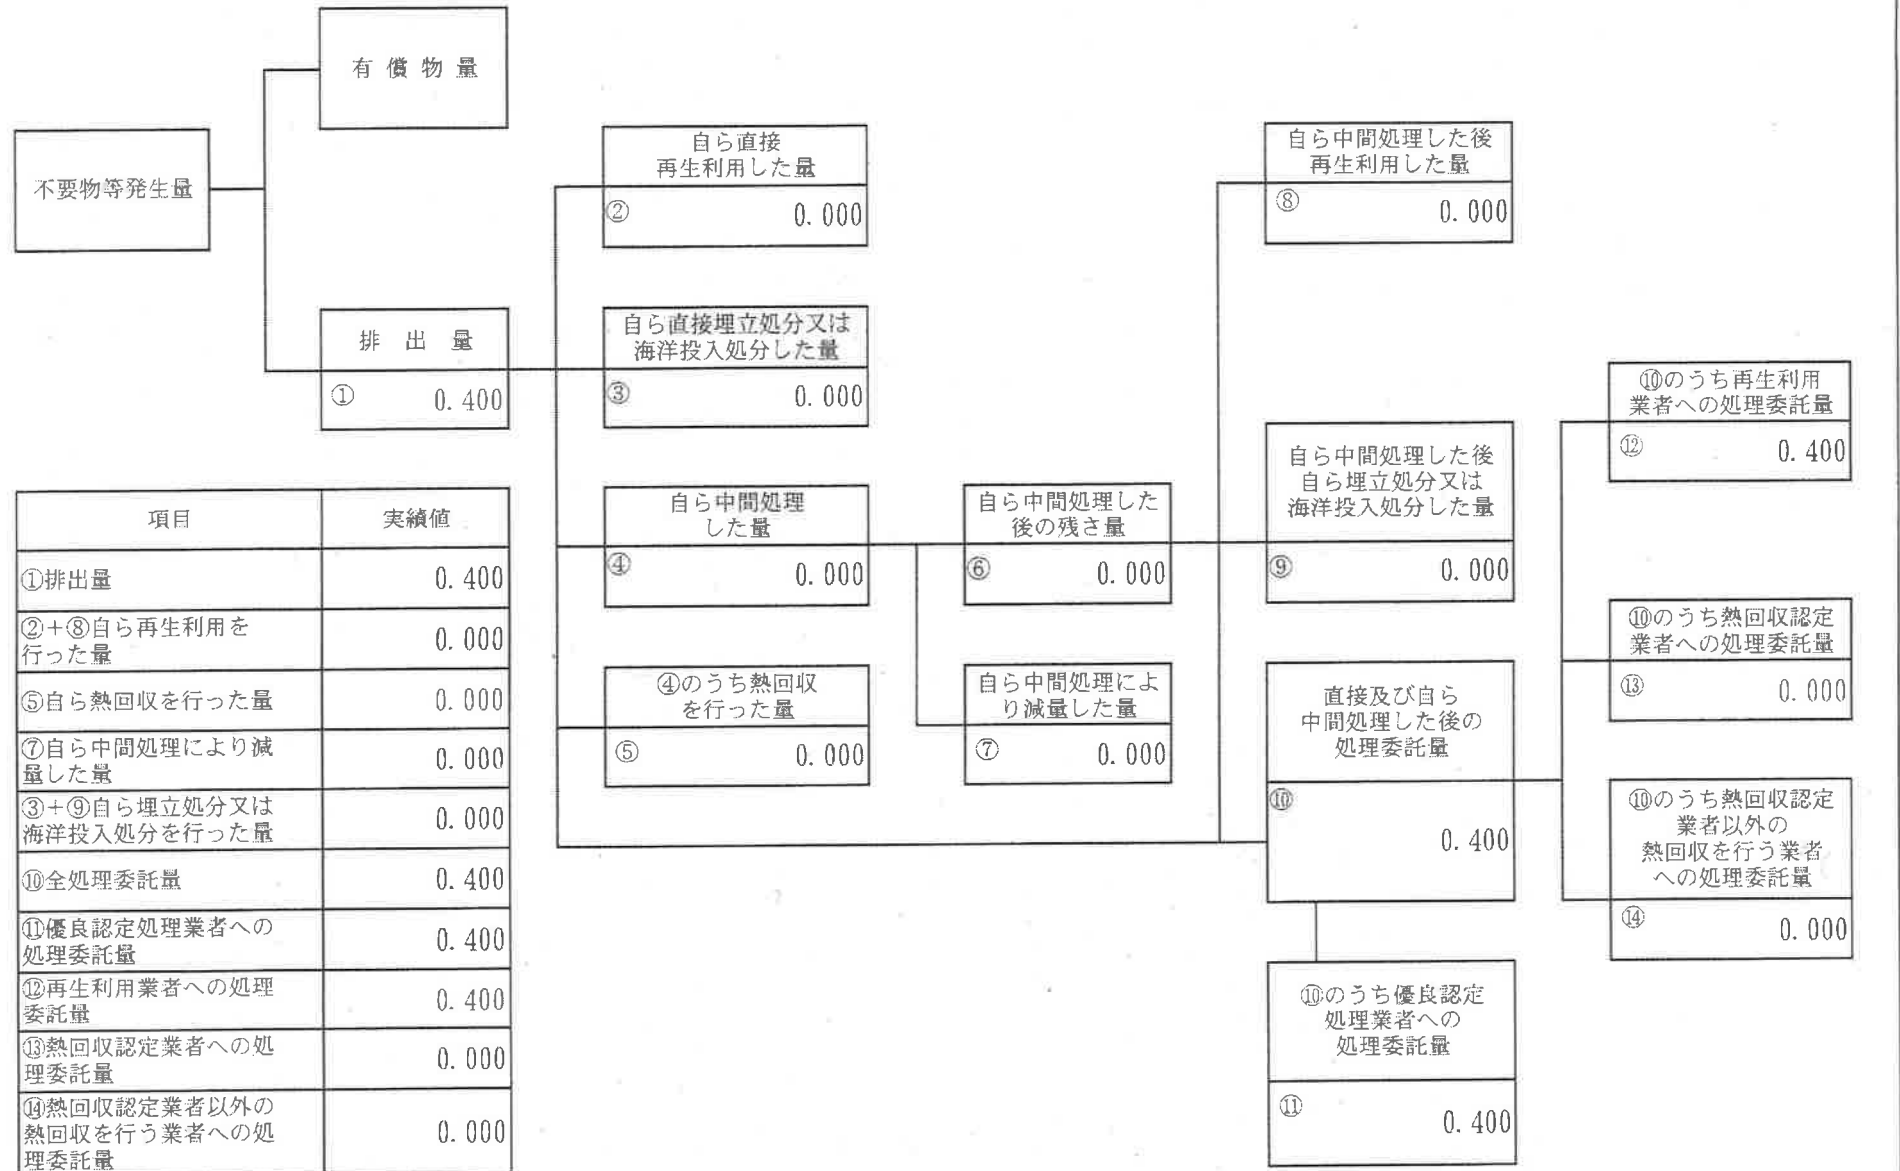 有償物量
不要物等発生量
排出量
① 0.400
自ら直接
再生利用した量
② 0.000
自ら直接埋立処分又は
海洋投入処分した量
③ 0.000
自ら中間処理
した量
④ 0.000
④のうち熱回収
を行った量
⑤ 0.000
自ら中間処理した
後の残さ量
⑥ 0.000
自ら中間処理によ
り減量した量
⑦ 0.000
自ら中間処理した後
再生利用した量
⑧ 0.000
自ら中間処理した後
自ら埋立処分又は
海洋投入処分した量
⑨ 0.000
直接及び自ら
中間処理した後の
処理委託量
⑩
0.400
⑩のうち優良認定
処理業者への
処理委託量
⑪ 0.400
⑩のうち再生利用
業者への処理委託量
⑫ 0.400
⑩のうち熱回収認定
業者への処理委託量
⑬ 0.000
⑩のうち熱回収認定
業者以外の
熱回収を行う業者
への処理委託量
⑭ 0.000
項目 実績値
①排出量 0.400
②+⑧自ら再生利用を
行った量 0.000
⑤自ら熱回収を行った量 0.000
⑦自ら中間処理により減
量した量 0.000
③+⑨自ら埋立処分又は
海洋投入処分を行った量 0.000
⑩全処理委託量 0.400
⑪優良認定処理業者への
処理委託量 0.400
⑫再生利用業者への処理
委託量 0.400
⑬熱回収認定業者への処
理委託量 0.000
⑭熱回収認定業者以外の
熱回収を行う業者への処
理委託量 0.000